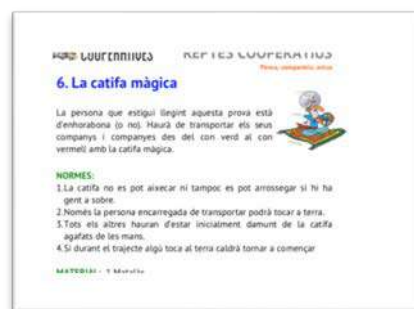 COOPERATIVES REPTES COOPERATIUS
6. La catifa màgica
La persona que estigui llegint aquesta prova està
d'enhorabona (o no). Haurà de transportar els seus
companys i companyes des del con verd al con
vermell amb la catifa màgica.
NORMES:
1.La catifa no es pot aixecar ni tampoc es pot arrossegar si hi ha
gent a sobre.
2.Només la persona encarregada de transportar podrà tocar a terra.
3.Tots els altres hauran d'estar inicialment damunt de la catifa
agafats de les mans.
4.Si durant el trajecte algú toca al terra caldrà tornar a començar
MATERIAL: 1 Matalàs